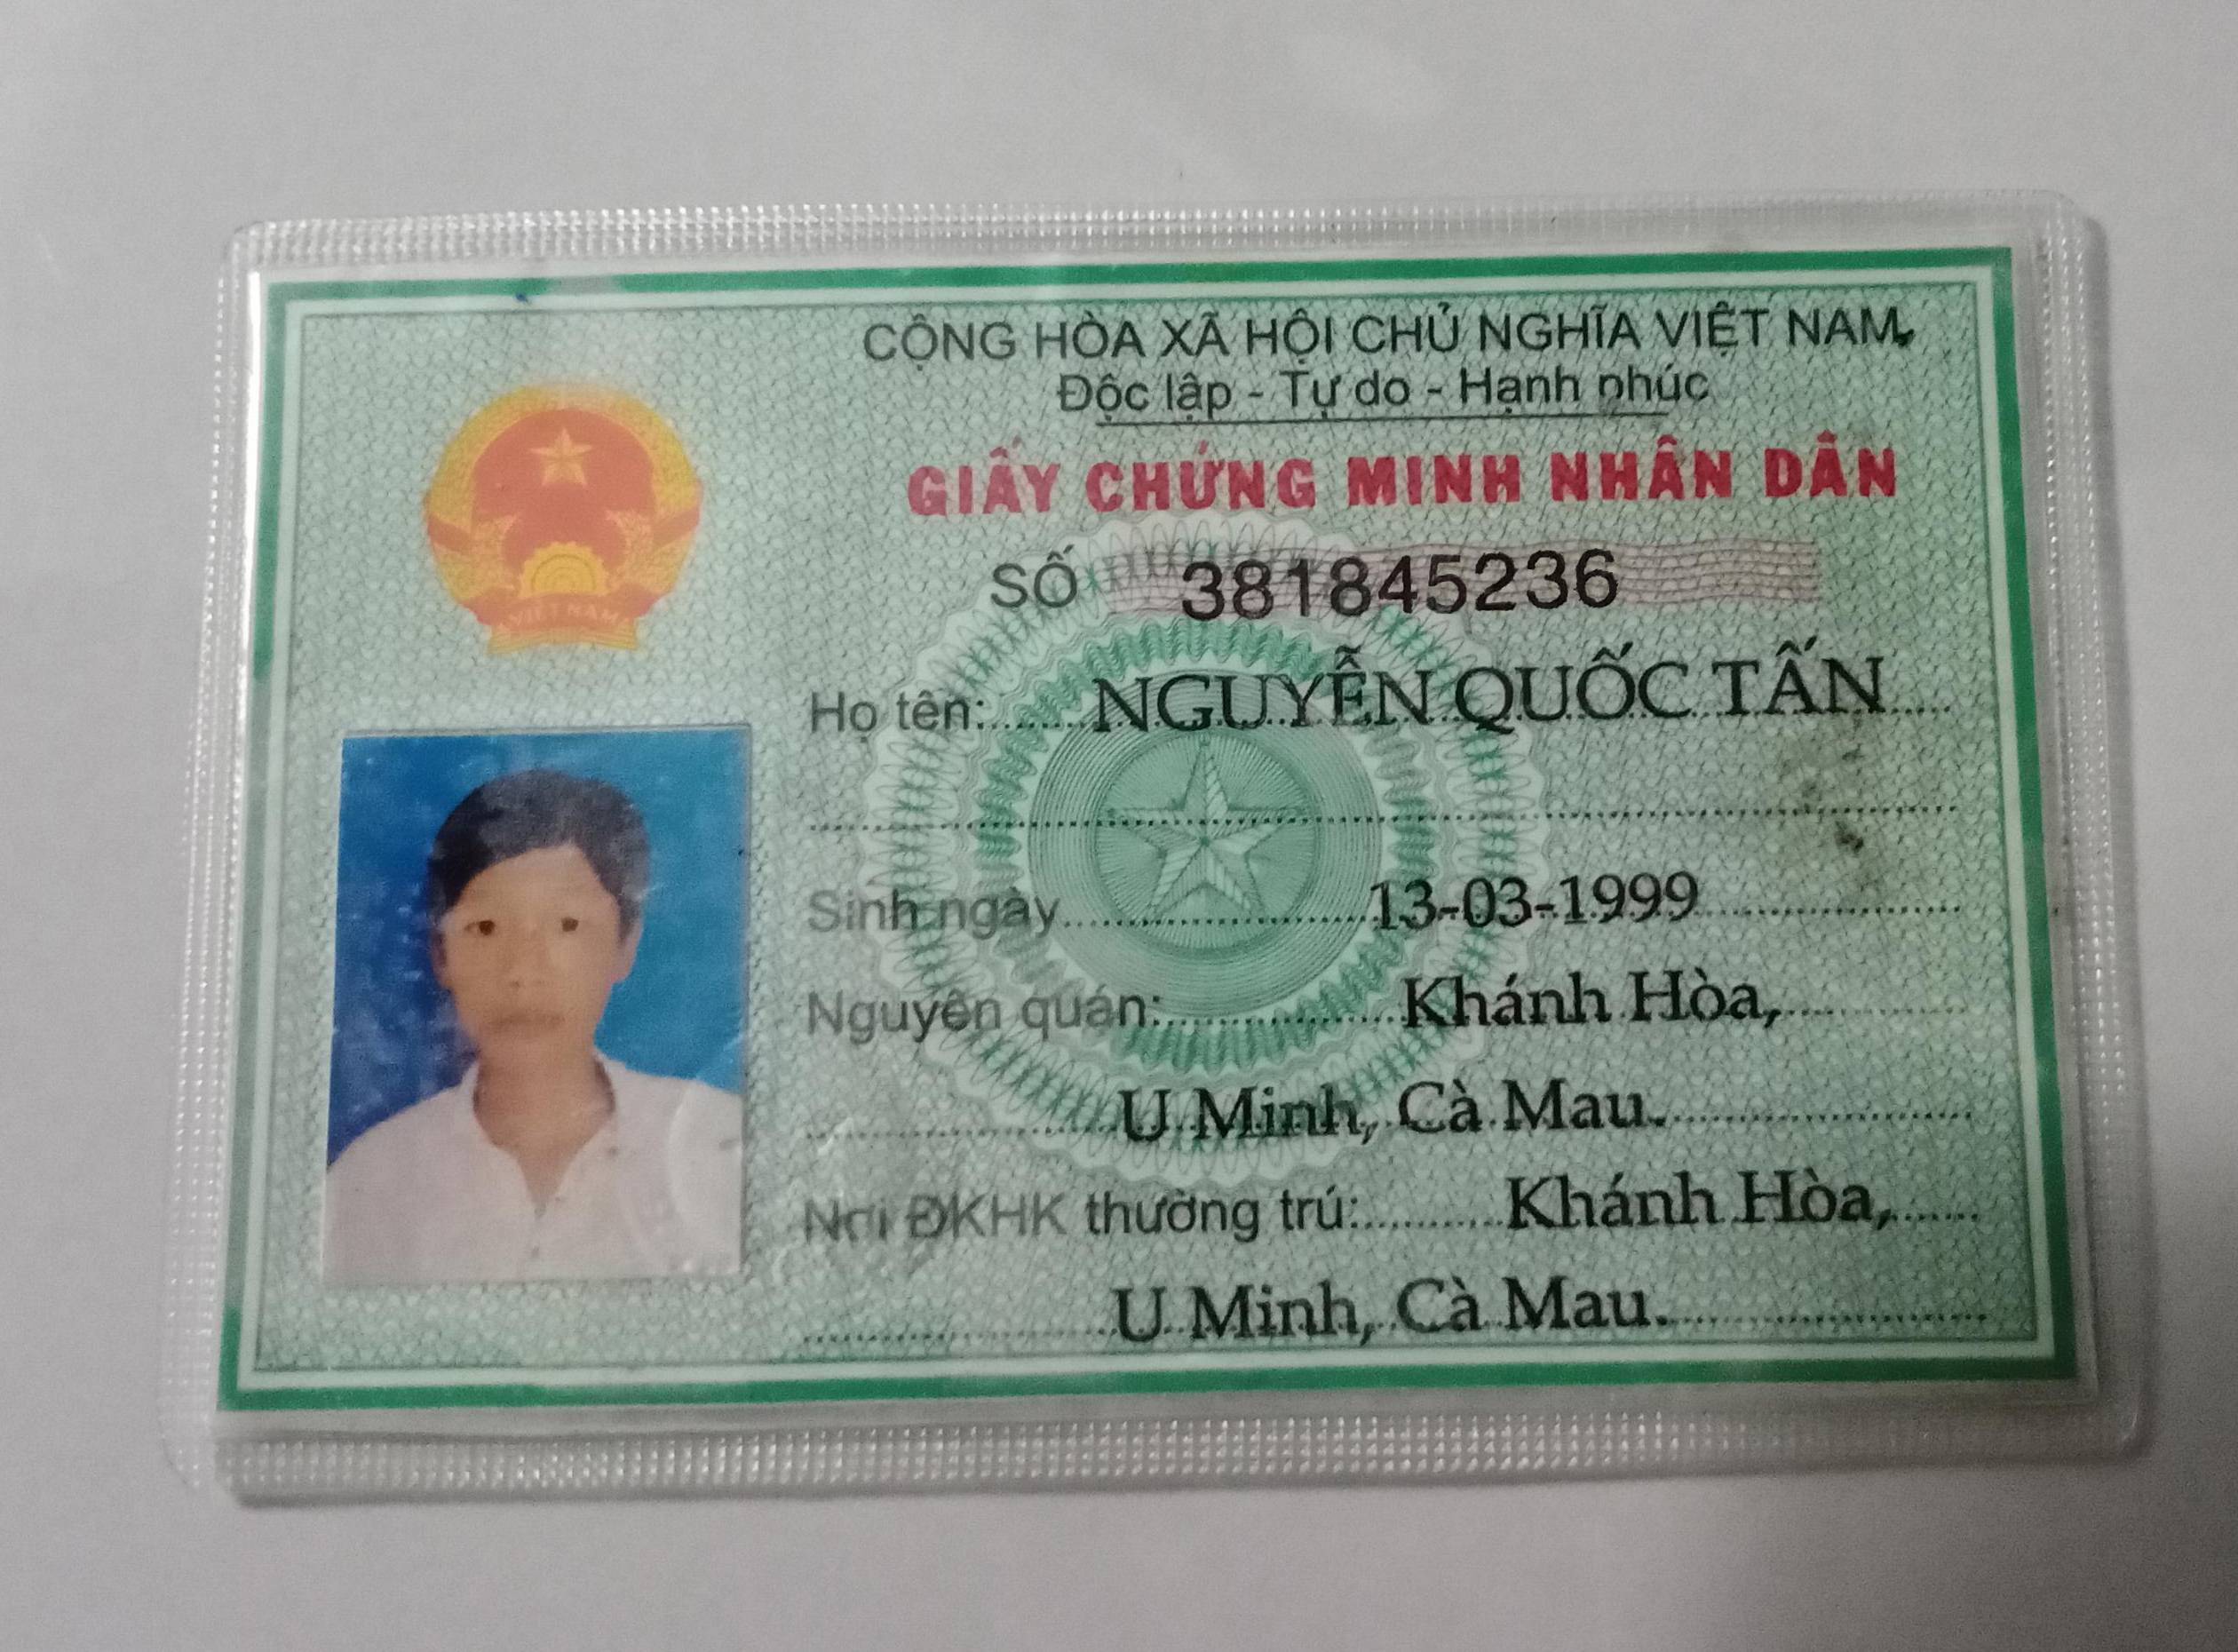 CỘNG HÒA XÃ HỘI CHỦ NGHĨA VIỆT NAM
Độc lập - Tự do - Hạnh phúc
GIẤY CHỨNG MINH NHÂN DÂN
SỐ 381845236
VIỆT NAM
Họ tên: NGUYỄN QUỐC TẤN
Sinh ngày 13-03-1999
Nguyên quán: Khánh Hòa,
U Minh, Cà Mau.
Nơi ĐKHK thường trú: Khánh Hòa,
U Minh, Cà Mau.